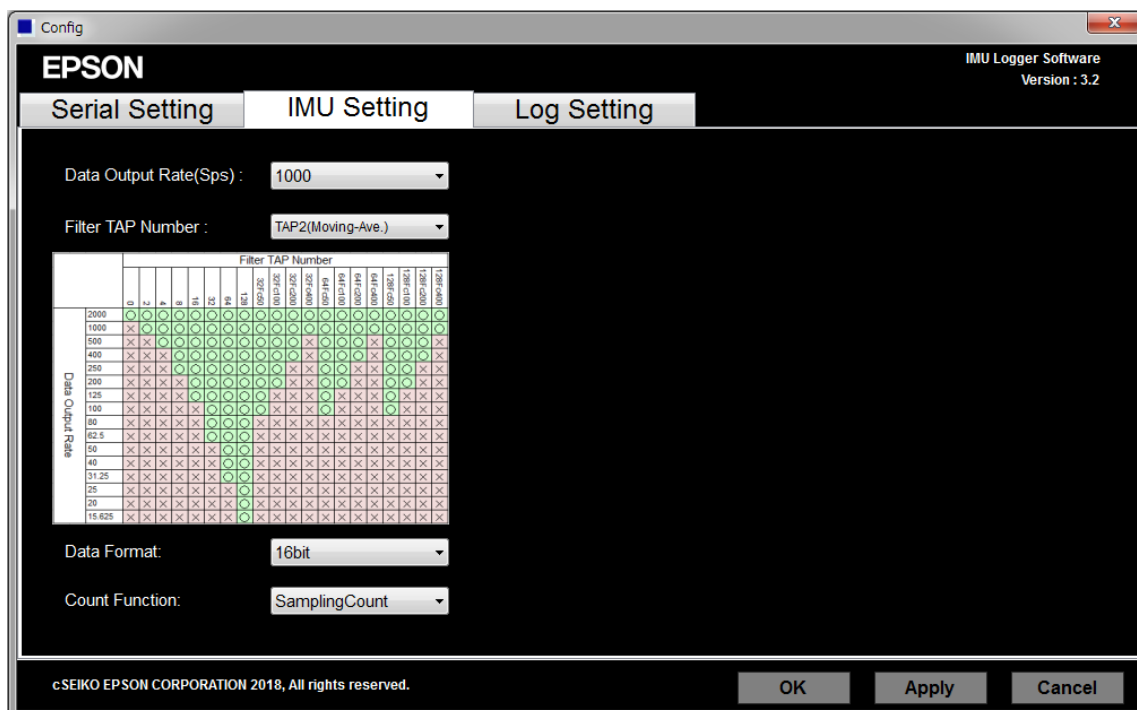 Config
EPSON
IMU Logger Software
Version : 3.2
Serial Setting
IMU Setting
Log Setting
Data Output Rate(Sps) :
1000
Filter TAP Number :
TAP2(Moving-Ave.)
Filter TAP Number
0 2 4 8 16 32 64 128 32Fc50 32Fc100 32Fc200 32Fc400 64Fc50 64Fc100 64Fc200 64Fc400 128Fc50 128Fc100 128Fc200 128Fc400
Data Output Rate
2000 ○ ○ ○ ○ ○ ○ ○ ○ ○ ○ ○ ○ ○ ○ ○ ○ ○ ○ ○ ○
1000 × ○ ○ ○ ○ ○ ○ ○ ○ ○ ○ ○ ○ ○ ○ ○ ○ ○ ○ ○
500 × × ○ ○ ○ ○ ○ ○ ○ ○ ○ × ○ ○ ○ × ○ ○ ○ ×
400 × × × ○ ○ ○ ○ ○ ○ ○ ○ × ○ ○ ○ × ○ ○ ○ ×
250 × × × ○ ○ ○ ○ ○ ○ ○ × × ○ ○ × × ○ ○ × ×
200 × × × × ○ ○ ○ ○ ○ ○ × × ○ ○ × × ○ ○ × ×
125 × × × × ○ ○ ○ ○ ○ × × × ○ × × × ○ × × ×
100 × × × × × ○ ○ ○ ○ × × × ○ × × × ○ × × ×
80 × × × × × ○ ○ ○ × × × × × × × × × × × ×
62.5 × × × × × ○ ○ ○ × × × × × × × × × × × ×
50 × × × × × × ○ ○ × × × × × × × × × × × ×
40 × × × × × × ○ ○ × × × × × × × × × × × ×
31.25 × × × × × × ○ ○ × × × × × × × × × × × ×
25 × × × × × × × ○ × × × × × × × × × × × ×
20 × × × × × × × ○ × × × × × × × × × × × ×
15.625 × × × × × × × ○ × × × × × × × × × × × ×
Data Format:
16bit
Count Function:
SamplingCount
cSEIKO EPSON CORPORATION 2018, All rights reserved.
OK
Apply
Cancel